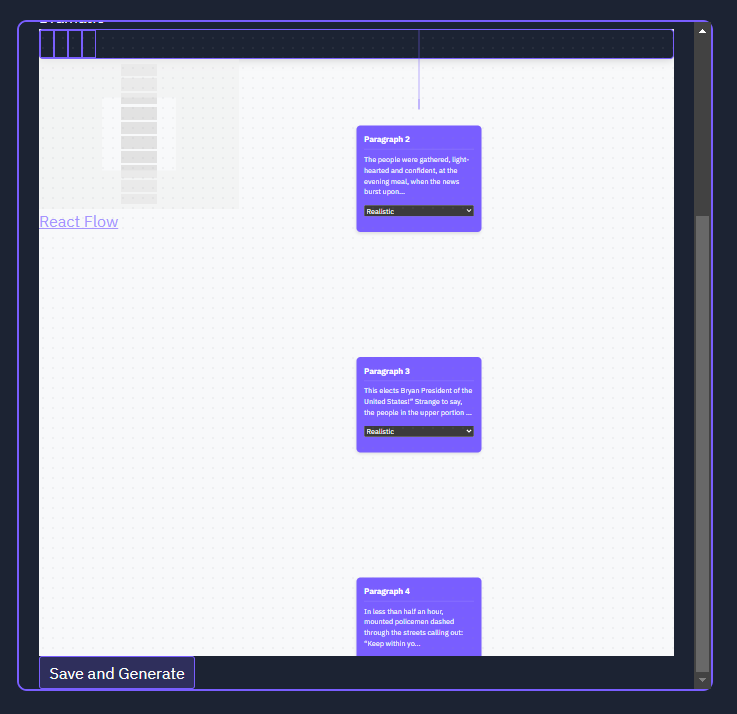 Paragraph 2
The people were gathered, light-
hearted and confident, at the
evening meal, when the news
burst upon...
Realistic
React Flow
Paragraph 3
This elects Bryan President of the
United States!” Strange to say,
the people in the upper portion ...
Realistic
Paragraph 4
In less than half an hour,
mounted policemen dashed
through the streets calling out:
“Keep within yo...
Save and Generate